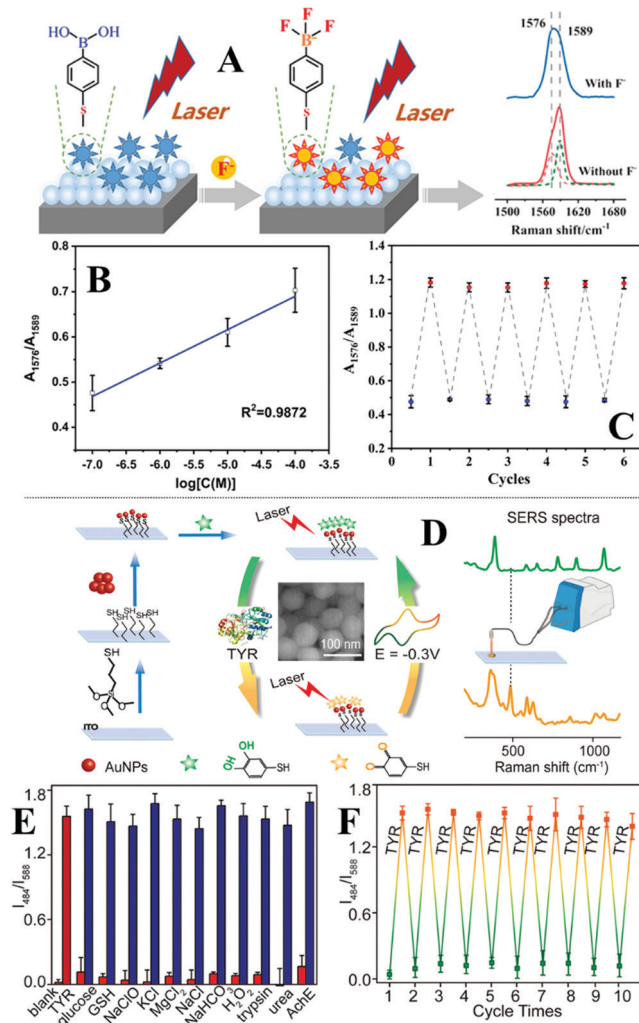 HO OH
B
S
A
Laser
F⁻
F F F
B⁻
S
Laser
1576 1589
With F⁻
Without F⁻
1500 1560 1620 1680
Raman shift/cm⁻¹
B
A₁₅₇₆/A₁₅₈₉
0.8
0.7
0.6
0.5
0.4
R²=0.9872
-7.0 -6.5 -6.0 -5.5 -5.0 -4.5 -4.0 -3.5
log[C(M)]
C
A₁₅₇₆/A₁₅₈₉
1.4
1.2
1.0
0.8
0.6
0.4
0.2
0 1 2 3 4 5 6
Cycles
D
Laser
SH SH SH SH SH
SH
Si
O O O
ITO
TYR
100 nm
E = -0.3V
Laser
SERS spectra
500 1000
Raman shift (cm⁻¹)
AuNPs
OH
OH
SH
O
O
SH
E
I₄₈₄/I₅₈₈
1.8
1.2
0.6
0.0
blank
TYR
glucose
GSH
NaClO
KCl
MgCl₂
NaCl
NaHCO₃
H₂O₂
trypsin
urea
AchE
F
I₄₈₄/I₅₈₈
1.8
1.2
0.6
0.0
TYR TYR TYR TYR TYR TYR TYR TYR TYR TYR
1 2 3 4 5 6 7 8 9 10
Cycle Times